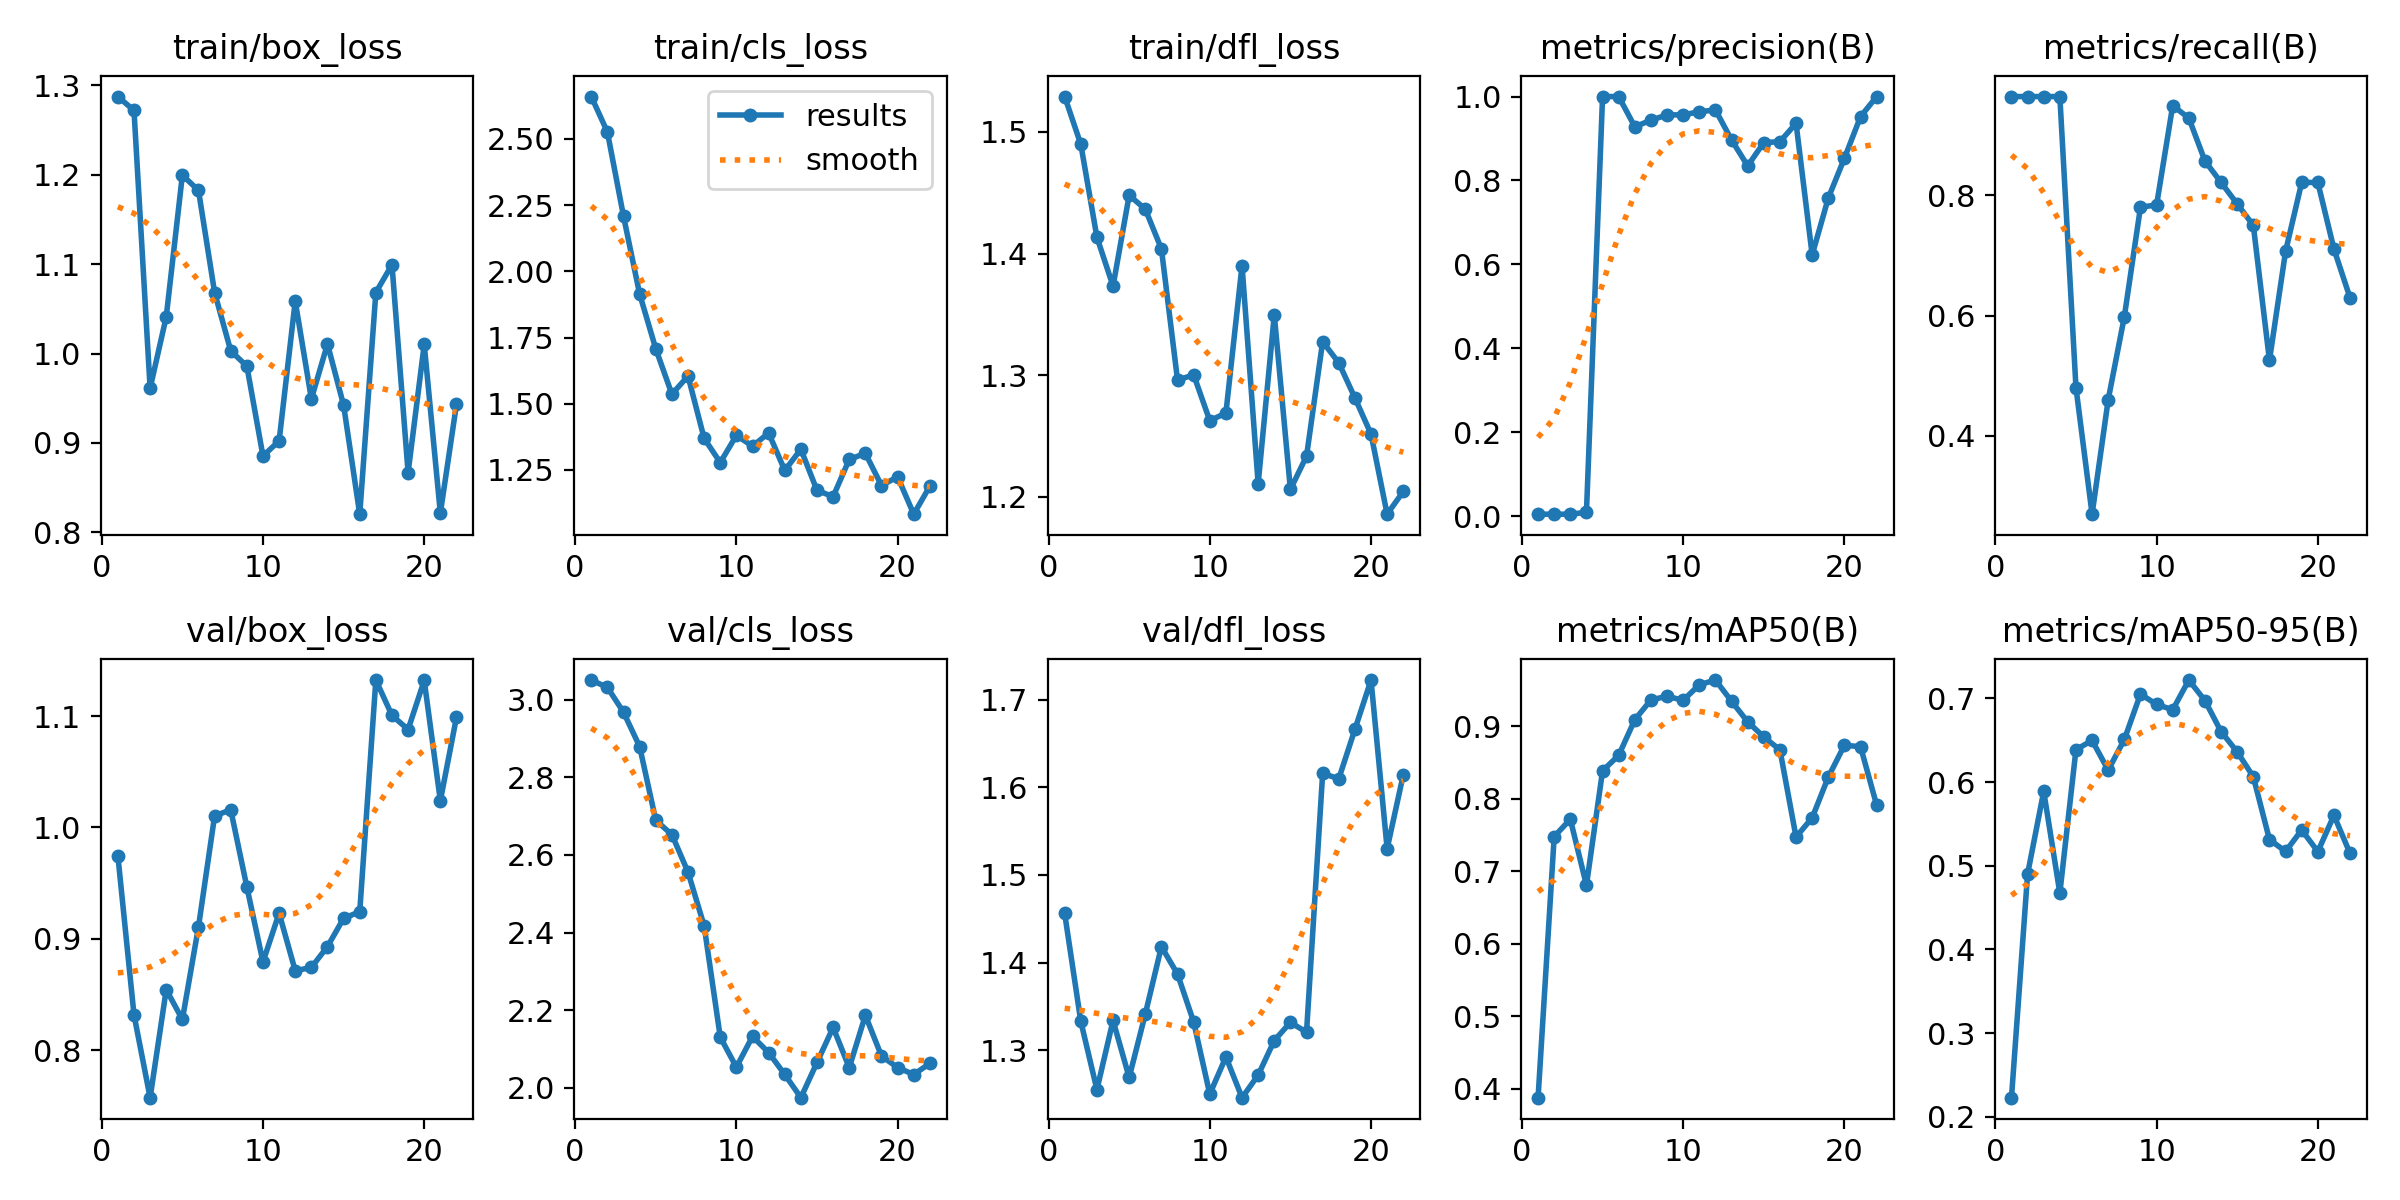 train/box_loss
train/cls_loss
train/dfl_loss
metrics/precision(B)
metrics/recall(B)
1.3
1.2
1.1
1.0
0.9
0.8
0 10 20
2.50
2.25
2.00
1.75
1.50
1.25
results
smooth
0 10 20
1.5
1.4
1.3
1.2
0 10 20
1.0
0.8
0.6
0.4
0.2
0.0
0 10 20
0.8
0.6
0.4
0 10 20
val/box_loss
val/cls_loss
val/dfl_loss
metrics/mAP50(B)
metrics/mAP50-95(B)
1.1
1.0
0.9
0.8
0 10 20
3.0
2.8
2.6
2.4
2.2
2.0
0 10 20
1.7
1.6
1.5
1.4
1.3
0 10 20
0.9
0.8
0.7
0.6
0.5
0.4
0 10 20
0.7
0.6
0.5
0.4
0.3
0.2
0 10 20